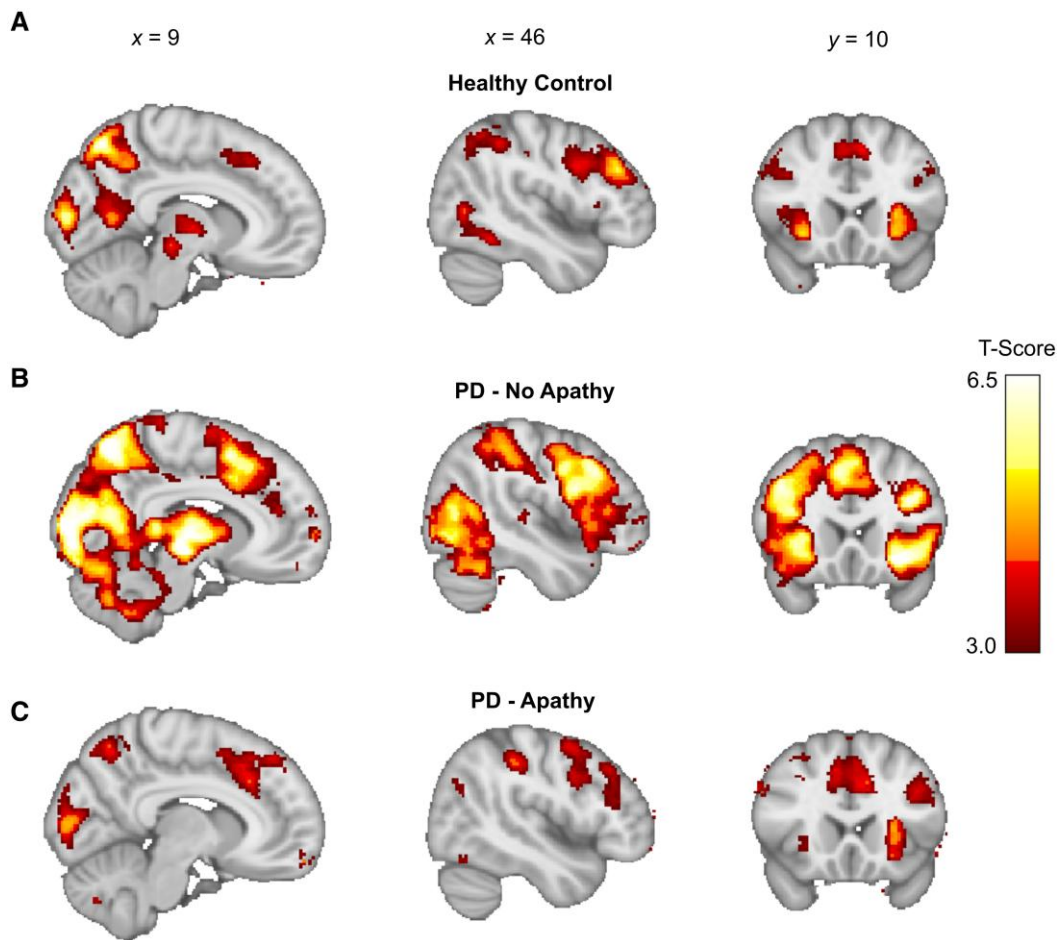 A
x = 9
x = 46
y = 10
Healthy Control
B
PD - No Apathy
T-Score
6.5
3.0
C
PD - Apathy